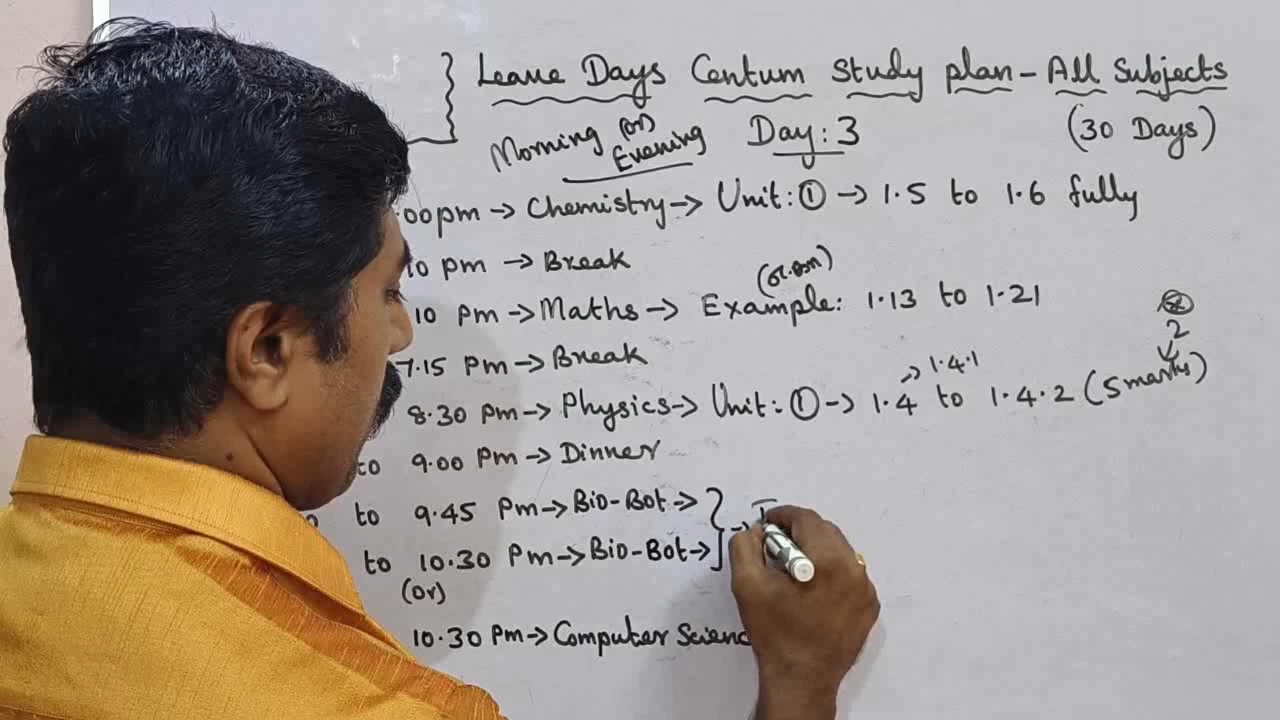 Leave Days Centum Study plan - All Subjects
Morning (or) Evening Day: 3 (30 Days)
.00pm → Chemistry → Unit: ① → 1.5 to 1.6 fully
10 pm → Break
10 pm → Maths → Example: 1.13 to 1.21
7.15 Pm → Break
2
1.4.1
8.30 Pm → Physics → Unit: ① → 1.4 to 1.4.2 (5 marks)
to 9.00 Pm → Dinner
to 9.45 Pm → Bio-Bot →
to 10.30 Pm → Bio-Bot →
(Or)
10.30 Pm → Computer Scienc